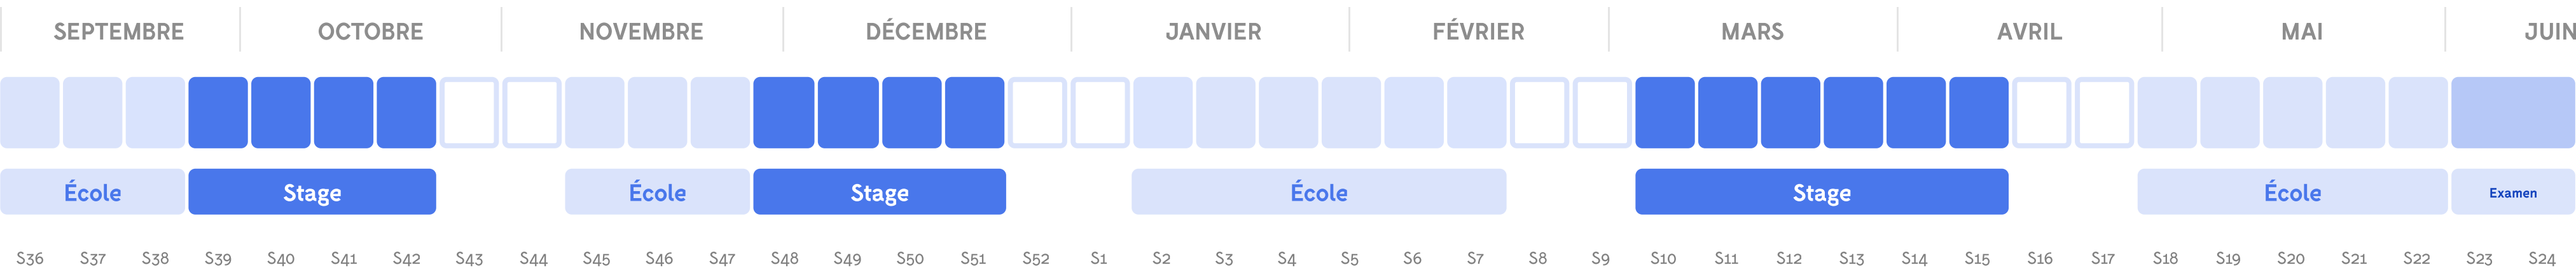 SEPTEMBRE OCTOBRE NOVEMBRE DÉCEMBRE JANVIER FÉVRIER MARS AVRIL MAI JUIN
École Stage École Stage École Stage École Examen
S36 S37 S38 S39 S40 S41 S42 S43 S44 S45 S46 S47 S48 S49 S50 S51 S52 S1 S2 S3 S4 S5 S6 S7 S8 S9 S10 S11 S12 S13 S14 S15 S16 S17 S18 S19 S20 S21 S22 S23 S24